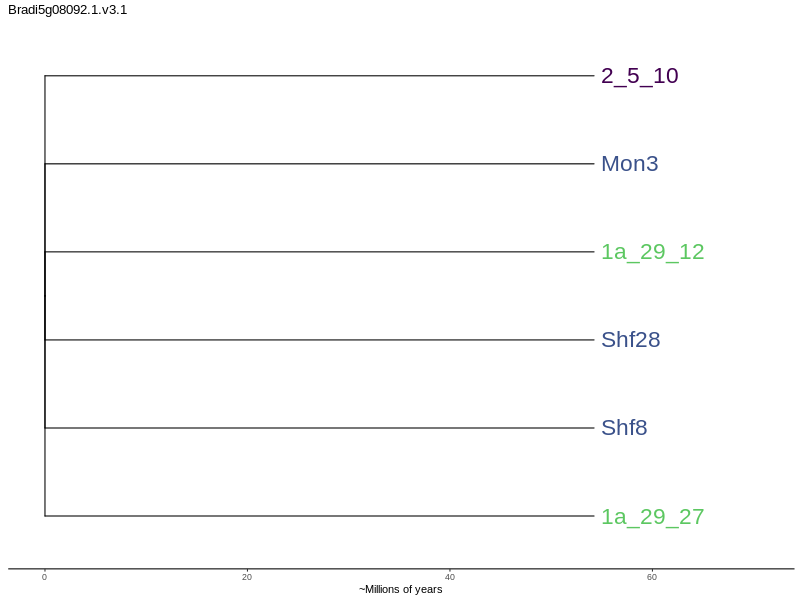 Bradi5g08092.1.v3.1
2_5_10
Mon3
1a_29_12
Shf28
Shf8
1a_29_27
0 20 40 60
~Millions of years